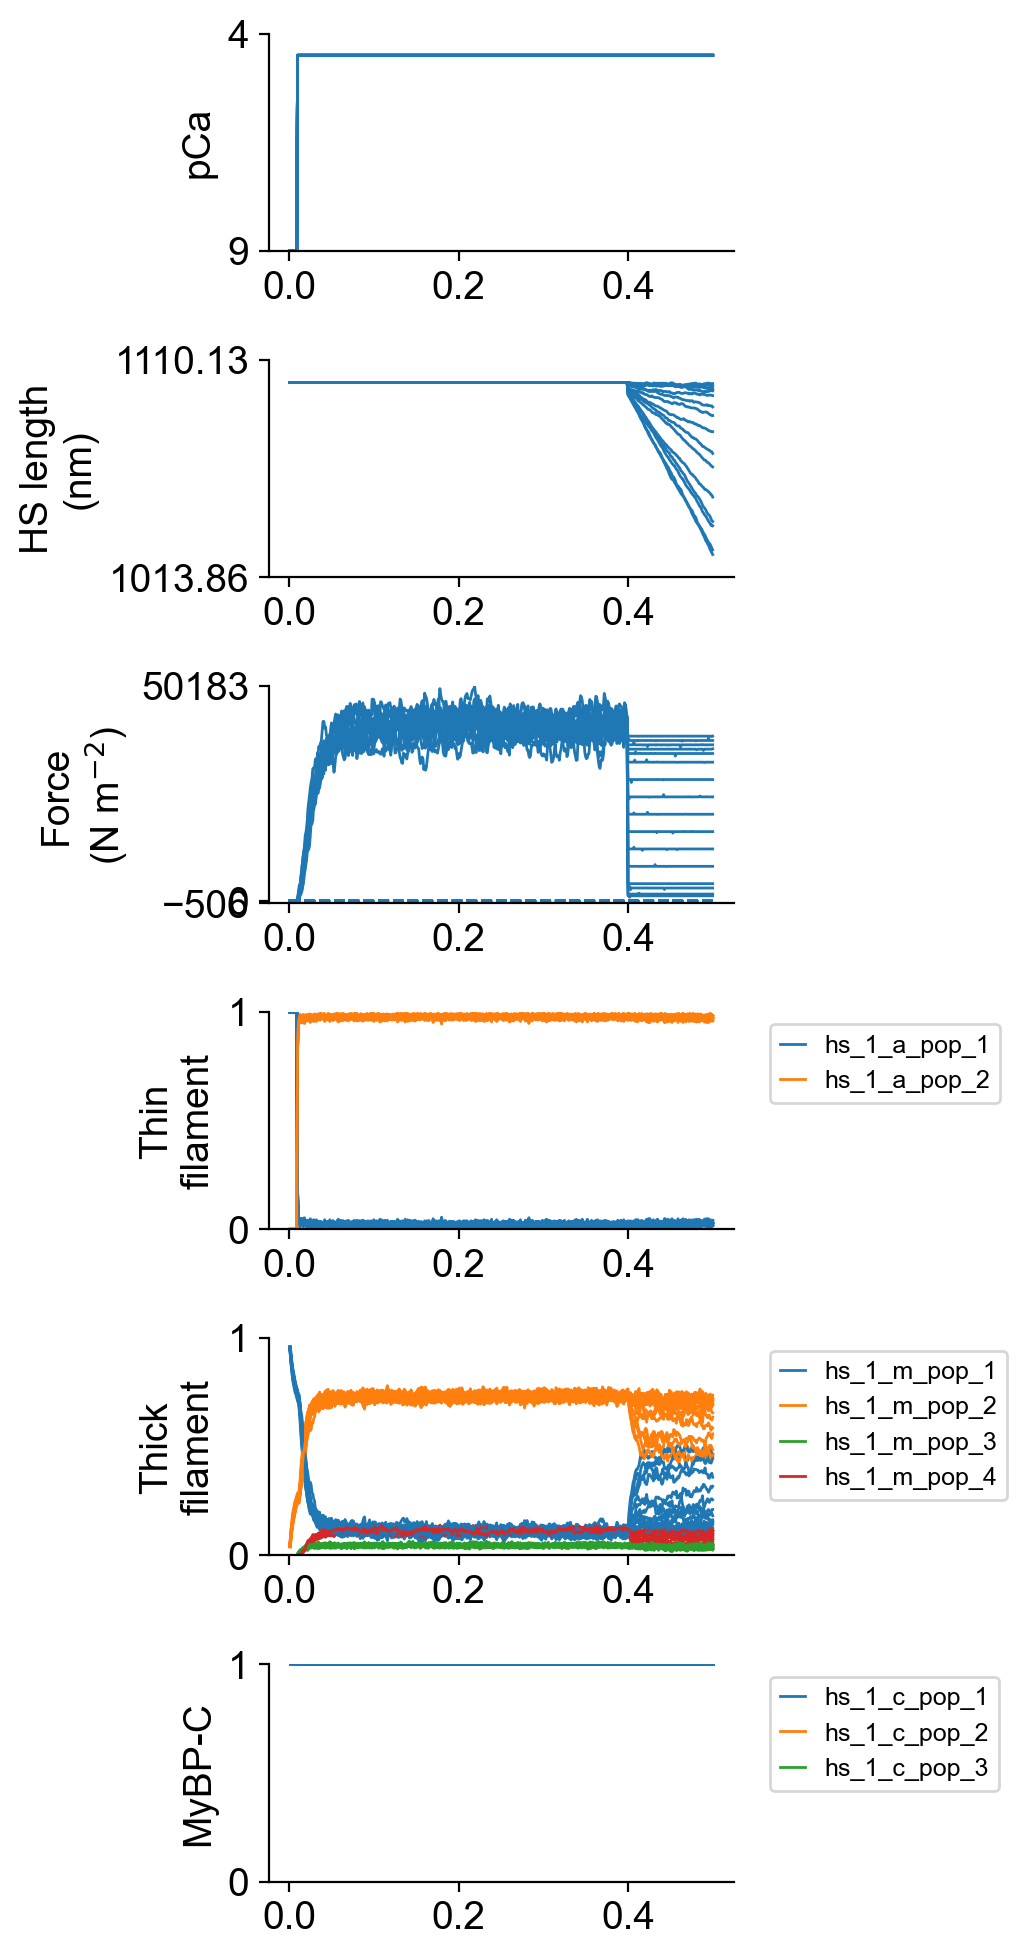 4
pCa
9
0.0 0.2 0.4
1110.13
HS length
(nm)
1013.86
0.0 0.2 0.4
50183
Force
(N m⁻²)
0
−506
0.0 0.2 0.4
1
Thin
filament
0
0.0 0.2 0.4
hs_1_a_pop_1
hs_1_a_pop_2
1
Thick
filament
0
0.0 0.2 0.4
hs_1_m_pop_1
hs_1_m_pop_2
hs_1_m_pop_3
hs_1_m_pop_4
1
MyBP-C
0
0.0 0.2 0.4
hs_1_c_pop_1
hs_1_c_pop_2
hs_1_c_pop_3